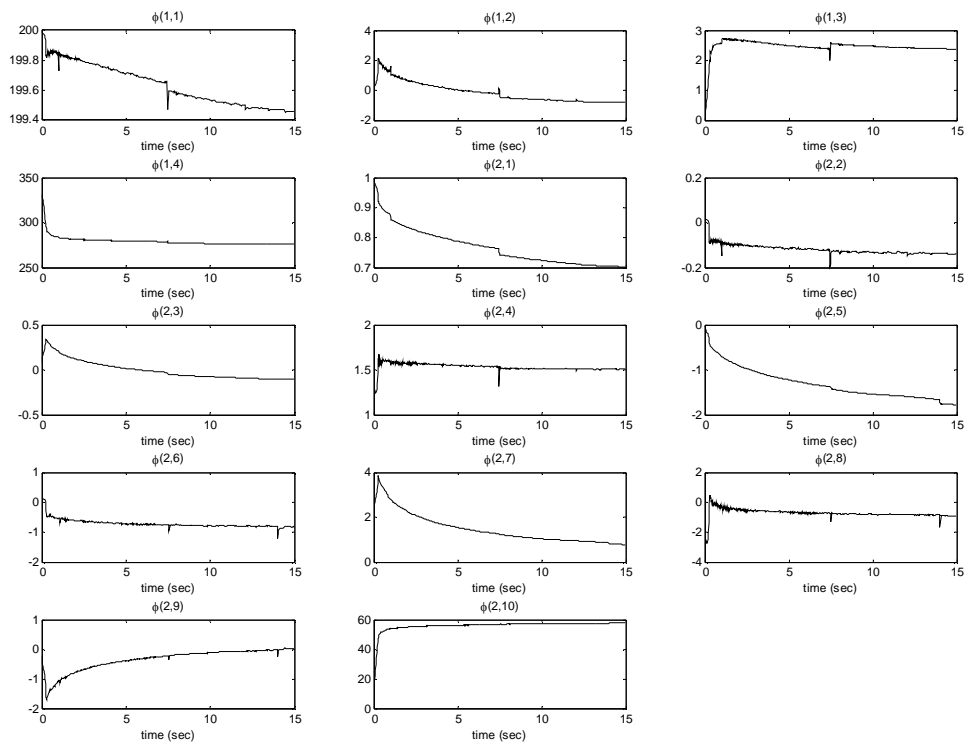 ϕ(1,1)
200
199.8
199.6
199.4
0 5 10 15
time (sec)
ϕ(1,2)
4
2
0
-2
0 5 10 15
time (sec)
ϕ(1,3)
3
2
1
0
0 5 10 15
time (sec)
ϕ(1,4)
350
300
250
0 5 10 15
time (sec)
ϕ(2,1)
1
0.9
0.8
0.7
0 5 10 15
time (sec)
ϕ(2,2)
0.2
0
-0.2
0 5 10 15
time (sec)
ϕ(2,3)
0.5
0
-0.5
0 5 10 15
time (sec)
ϕ(2,4)
2
1.5
1
0 5 10 15
time (sec)
ϕ(2,5)
0
-1
-2
0 5 10 15
time (sec)
ϕ(2,6)
1
0
-1
-2
0 5 10 15
time (sec)
ϕ(2,7)
4
2
0
0 5 10 15
time (sec)
ϕ(2,8)
2
0
-2
-4
0 5 10 15
time (sec)
ϕ(2,9)
1
0
-1
-2
0 5 10 15
time (sec)
ϕ(2,10)
60
40
20
0
0 5 10 15
time (sec)